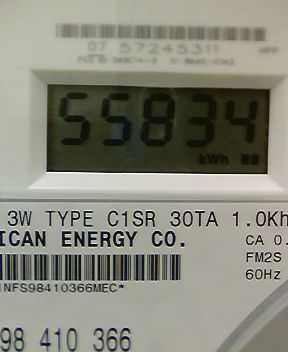 07 57245311
55834
kWh
3W TYPE C1SR 30TA 1.0Kh
ICAN ENERGY CO.
CA 0.
FM2S
60Hz
NFS98410366MEC*
98 410 366